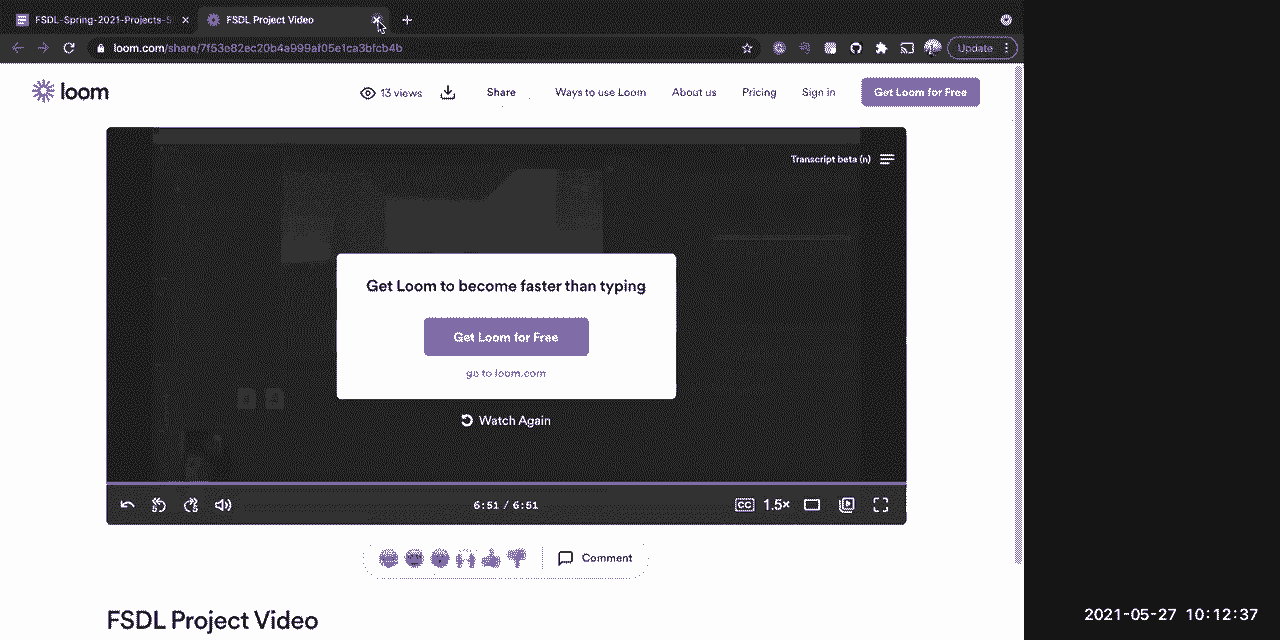 FSDL-Spring-2021-Projects-S
FSDL Project Video
loom.com/share/7f53e82ec20b4a999af05e1ca3bfcb4b
Update
loom
13 views
Share
Ways to use Loom
About us
Pricing
Sign in
Get Loom for Free
Transcript beta (n)
Get Loom to become faster than typing
Get Loom for Free
go to loom.com
Watch Again
6:51 / 6:51
CC
1.5×
Comment
FSDL Project Video
2021-05-27 10:12:37